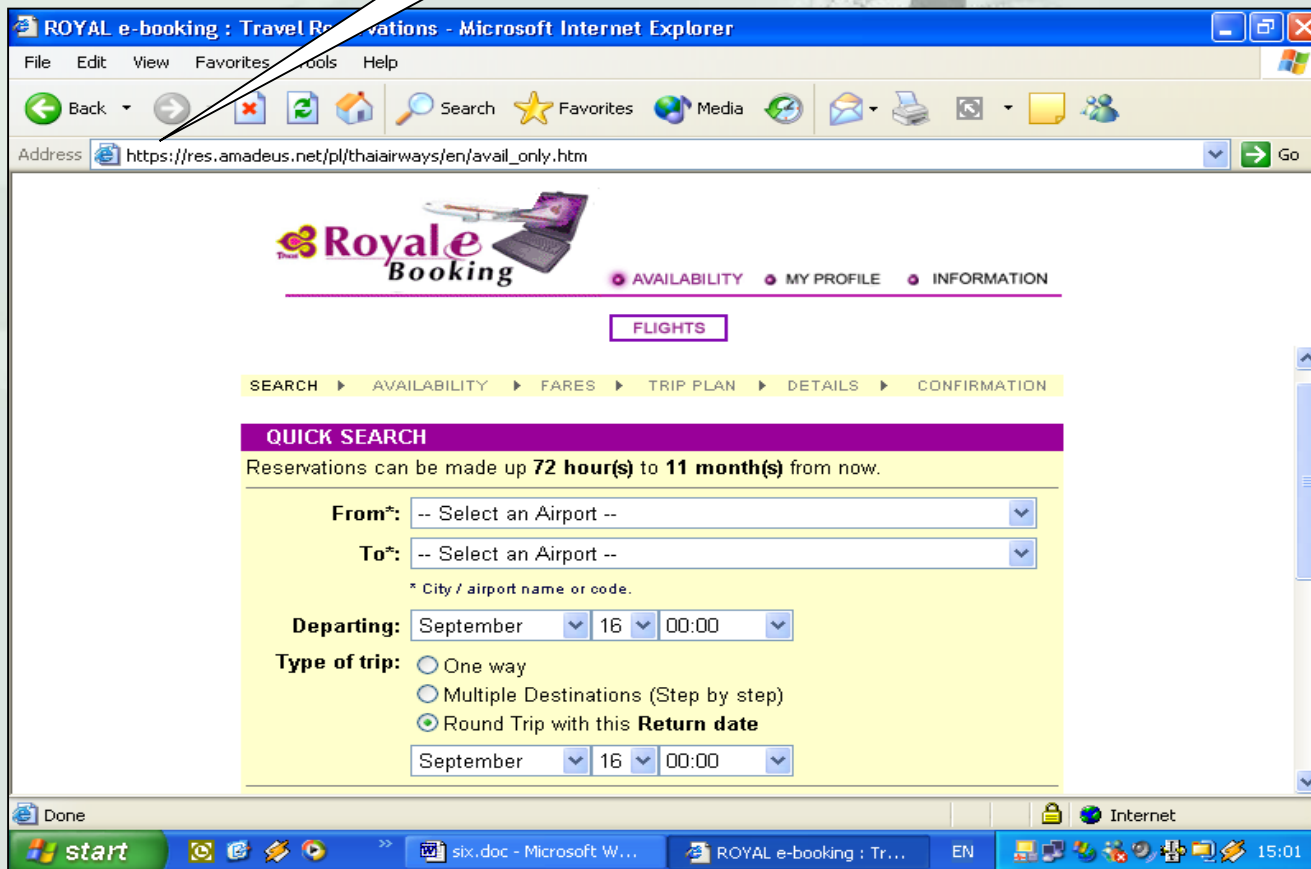 ROYAL e-booking : Travel Reservations - Microsoft Internet Explorer
File Edit View Favorites Tools Help
Back Search Favorites Media
Address https://res.amadeus.net/pl/thaiairways/en/avail_only.htm Go
Royal e
Booking
AVAILABILITY MY PROFILE INFORMATION
FLIGHTS
SEARCH AVAILABILITY FARES TRIP PLAN DETAILS CONFIRMATION
QUICK SEARCH
Reservations can be made up 72 hour(s) to 11 month(s) from now.
From*: -- Select an Airport --
To*: -- Select an Airport --
* City / airport name or code.
Departing: September 16 00:00
Type of trip: One way
Multiple Destinations (Step by step)
Round Trip with this Return date
September 16 00:00
Done Internet
start six.doc - Microsoft W... ROYAL e-booking : Tr... EN 15:01